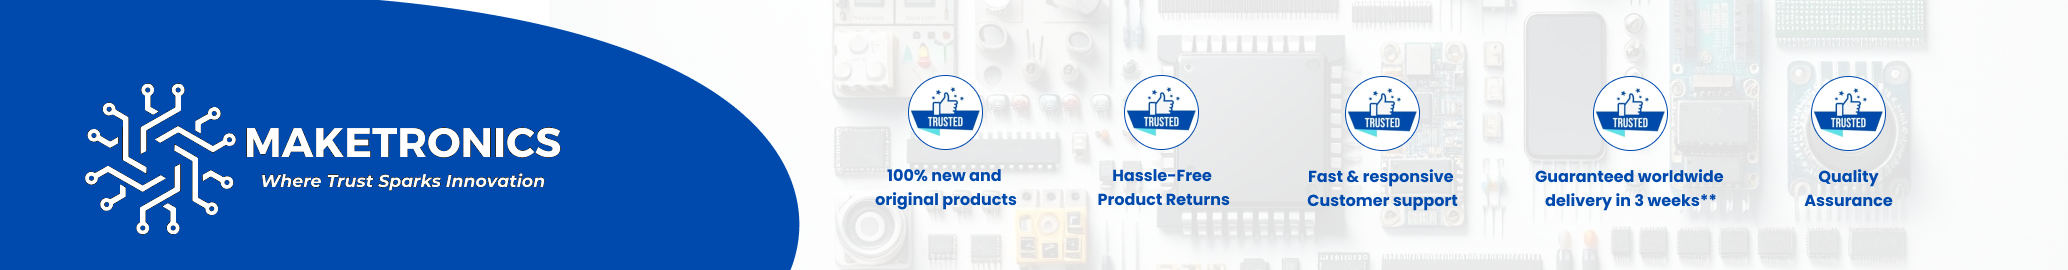 MAKETRONICS
Where Trust Sparks Innovation
TRUSTED
100% new and
original products
TRUSTED
Hassle-Free
Product Returns
TRUSTED
Fast & responsive
Customer support
TRUSTED
Guaranteed worldwide
delivery in 3 weeks**
TRUSTED
Quality
Assurance